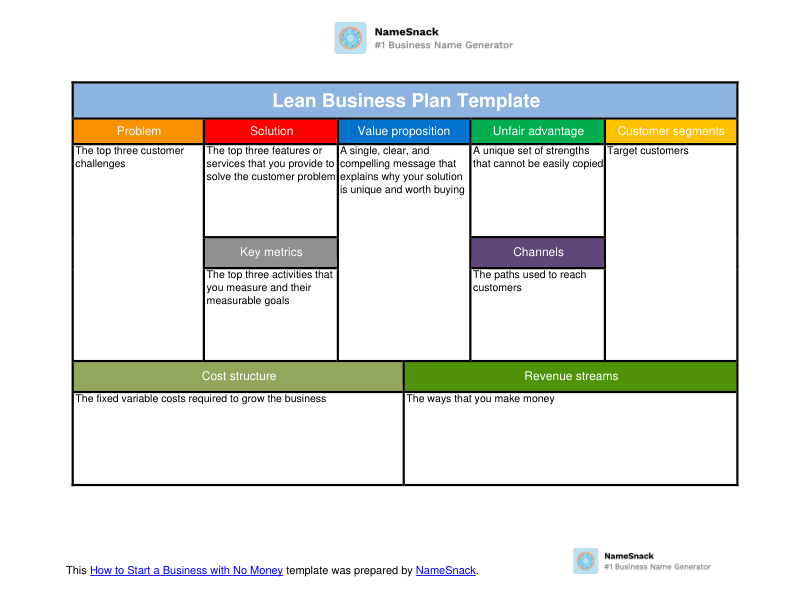 NameSnack
#1 Business Name Generator
Lean Business Plan Template
Problem
The top three customer
challenges
Solution
The top three features or
services that you provide to
solve the customer problem
Key metrics
The top three activities that
you measure and their
measurable goals
Value proposition
A single, clear, and
compelling message that
explains why your solution
is unique and worth buying
Unfair advantage
A unique set of strengths
that cannot be easily copied
Channels
The paths used to reach
customers
Customer segments
Target customers
Cost structure
The fixed variable costs required to grow the business
Revenue streams
The ways that you make money
This How to Start a Business with No Money template was prepared by NameSnack.
NameSnack
#1 Business Name Generator